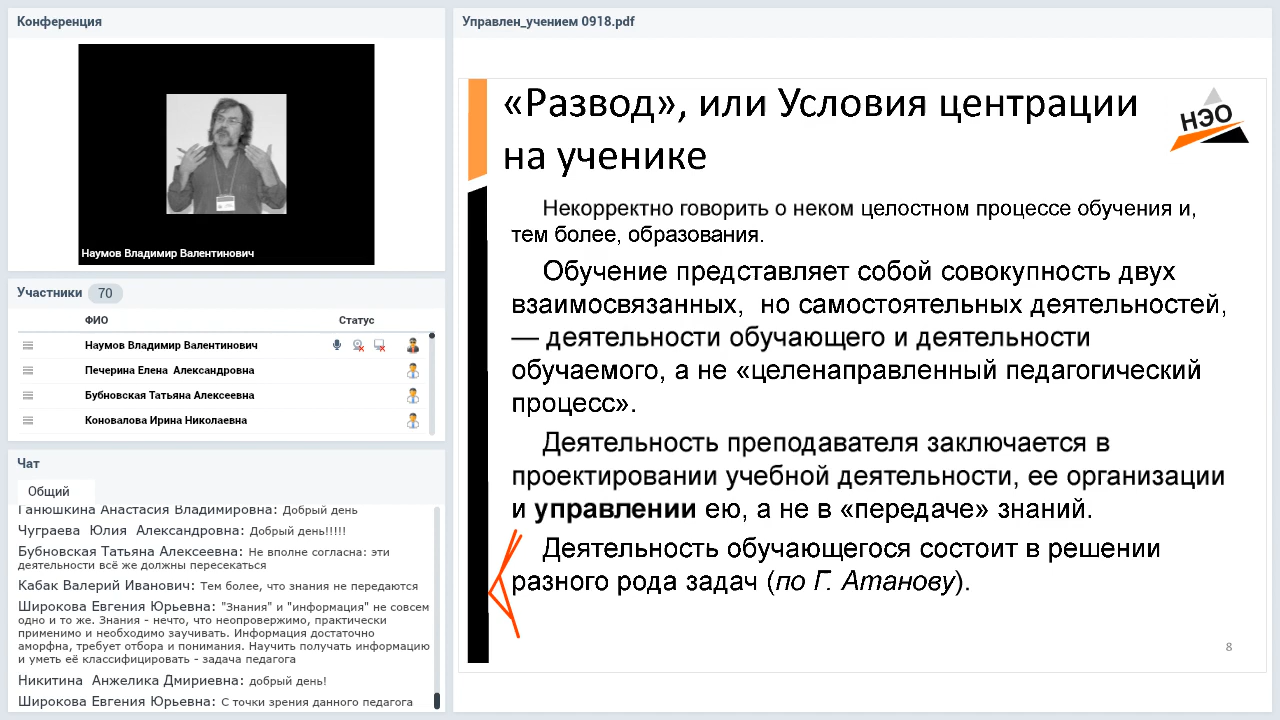 Конференция
Наумов Владимир Валентинович
Участники 70
ФИО Статус
Наумов Владимир Валентинович
Печерина Елена Александровна
Бубновская Татьяна Алексеевна
Коновалова Ирина Николаевна
Чат
Общий
Ганюшкина Анастасия Владимировна: Добрый день
Чуграева Юлия Александровна: Добрый день!!!!!
Бубновская Татьяна Алексеевна: Не вполне согласна: эти
деятельности всё же должны пересекаться
Кабак Валерий Иванович: Тем более, что знания не передаются
Широкова Евгения Юрьевна: "Знания" и "информация" не совсем
одно и то же. Знания - нечто, что неопровержимо, практически
применимо и необходимо заучивать. Информация достаточно
аморфна, требует отбора и понимания. Научить получать информацию
и уметь её классифицировать - задача педагога
Никитина Анжелика Дмириевна: добрый день!
Широкова Евгения Юрьевна: С точки зрения данного педагога
Управлен_учением 0918.pdf
«Развод», или Условия центрации
на ученике
НЭО
Некорректно говорить о неком целостном процессе обучения и,
тем более, образования.
Обучение представляет собой совокупность двух
взаимосвязанных, но самостоятельных деятельностей,
— деятельности обучающего и деятельности
обучаемого, а не «целенаправленный педагогический
процесс».
Деятельность преподавателя заключается в
проектировании учебной деятельности, ее организации
и управлении ею, а не в «передаче» знаний.
Деятельность обучающегося состоит в решении
разного рода задач (по Г. Атанову).
8